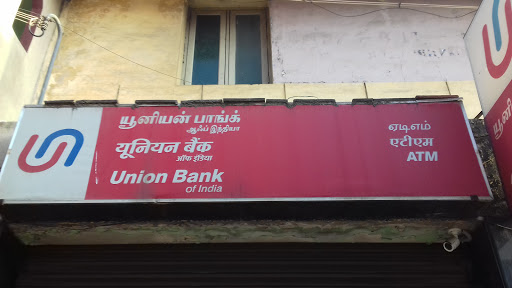 யூனியன் பாங்க்
ஆஃப் இந்தியா
यूनियन बैंक
ऑफ इंडिया
Union Bank
of India
ஏடிஎம்
एटीएम
ATM